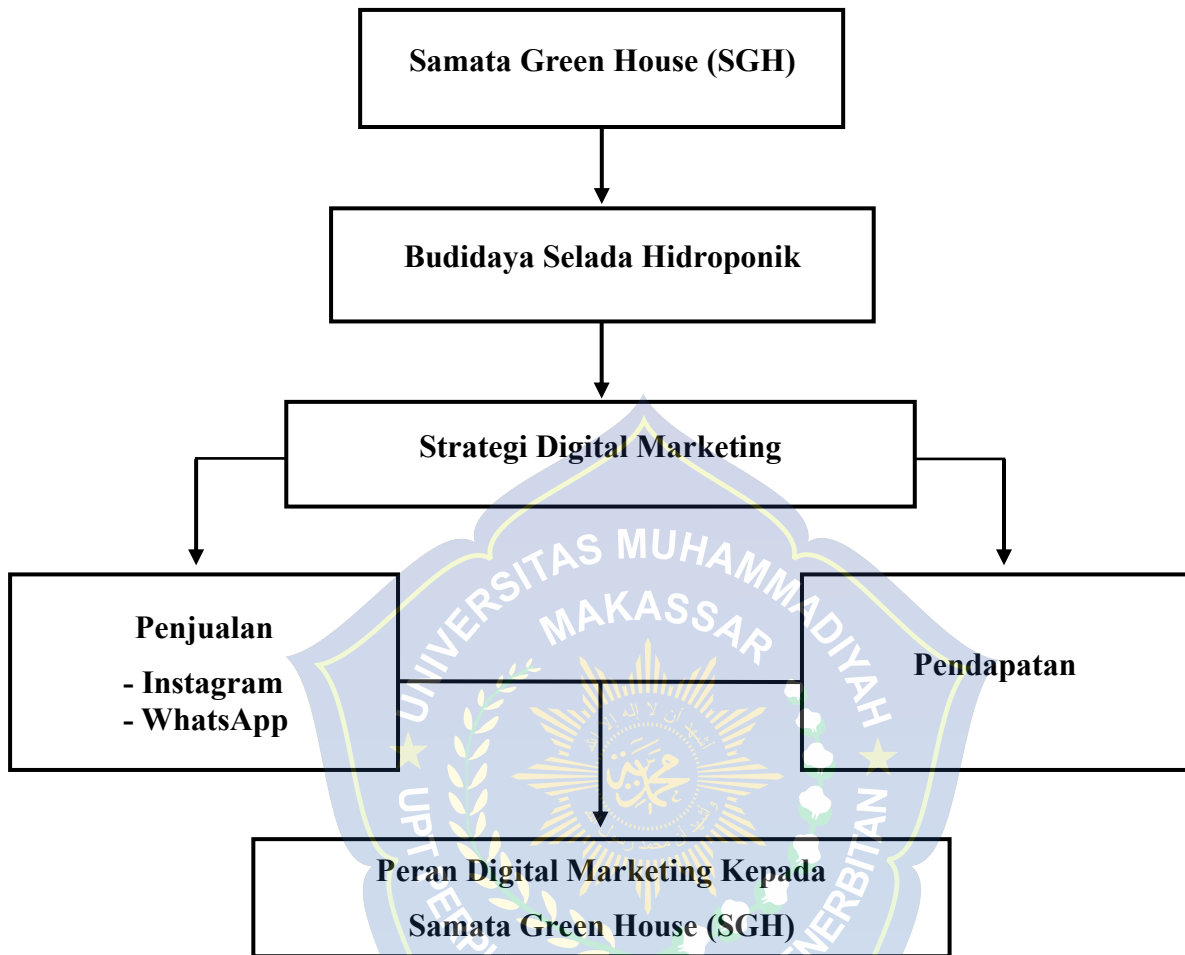 Samata Green House (SGH)
Budidaya Selada Hidroponik
Strategi Digital Marketing
Penjualan
- Instagram
- WhatsApp
Pendapatan
Peran Digital Marketing Kepada
Samata Green House (SGH)
UNIVERSITAS MUHAMMADIYAH
MAKASSAR
UPT